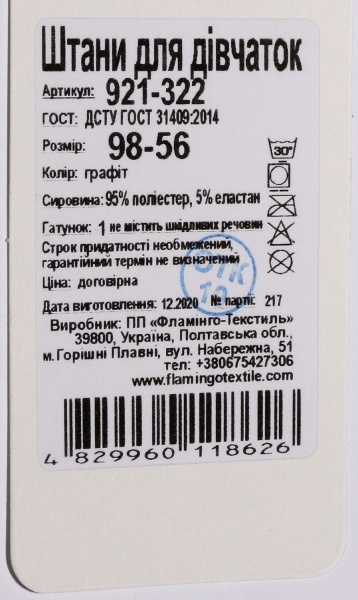 Штани для дівчаток
Артикул: 921-322
ГОСТ: ДСТУ ГОСТ 31409:2014
Розмір: 98-56
30°
Колір: графіт
Сировина: 95% поліестер, 5% еластан
Гатунок: 1 не містить шкідливих речовин
Строк придатності необмежений,
гарантійний термін не визначений
Ціна: договірна
СТК
10
Дата виготовлення: 12.2020 № партії: 217
Виробник: ПП «Фламінго-Текстиль»
39800, Україна, Полтавська обл.,
м.Горішні Плавні, вул. Набережна, 51
тел: +380675427306
www.flamingotextile.com
4 829960 118626